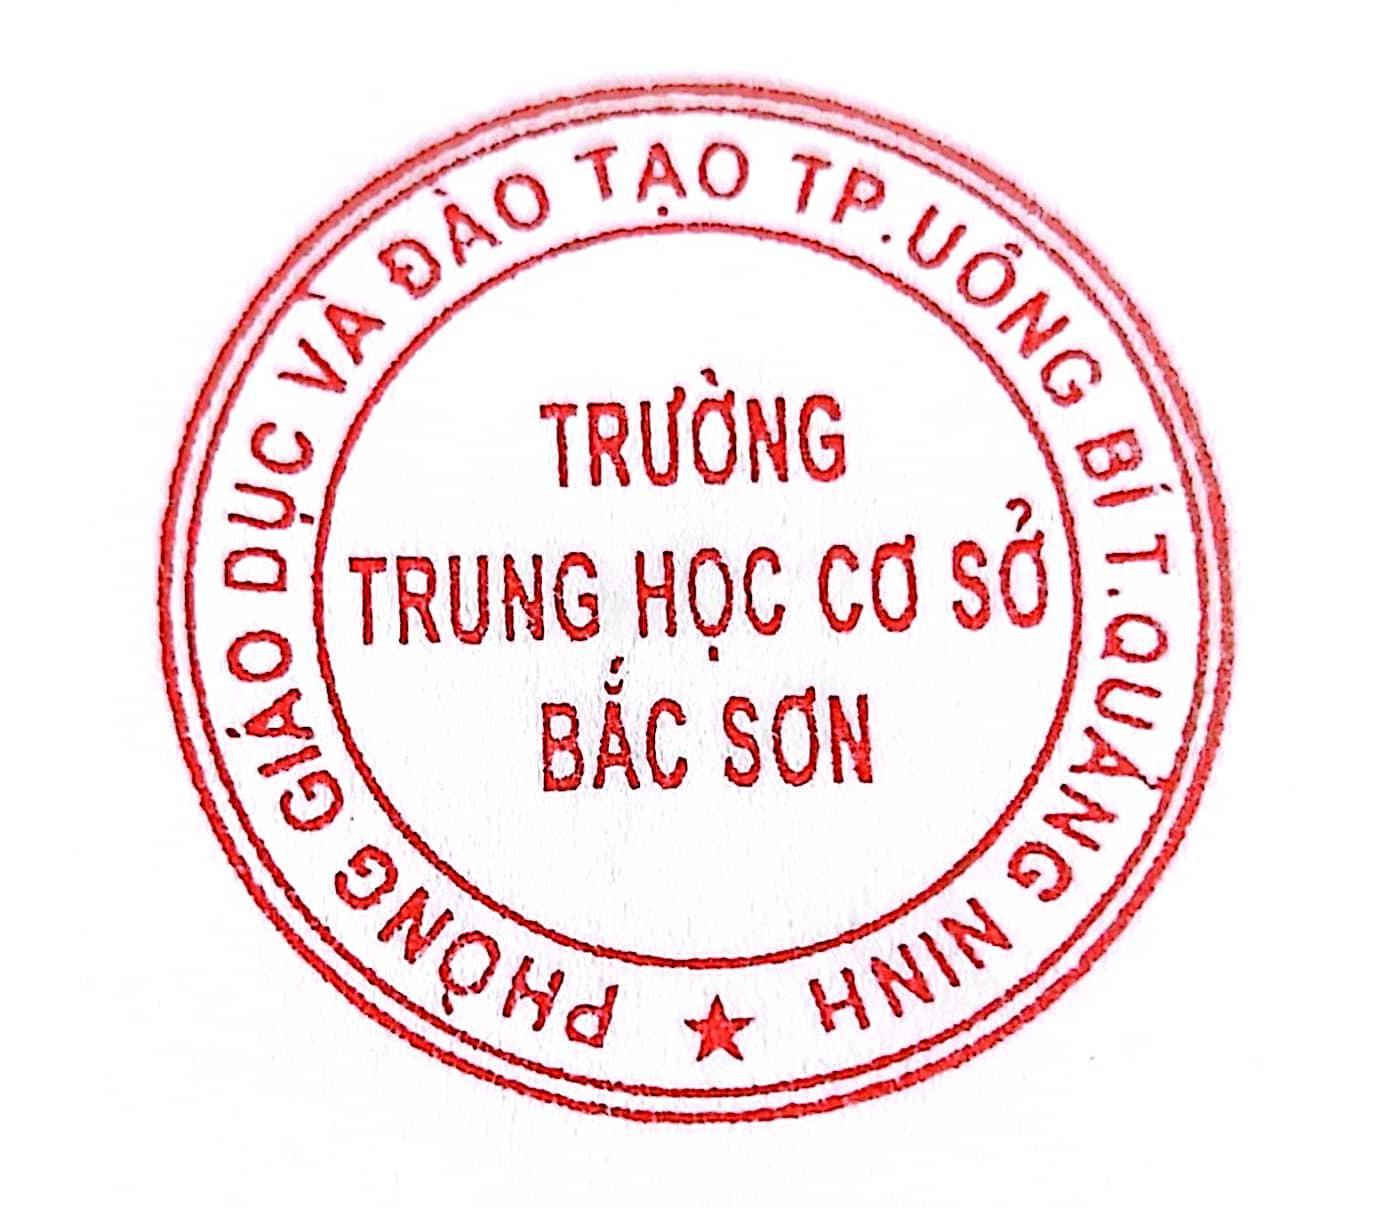 PHÒNG GIÁO DỤC VÀ ĐÀO TẠO TP.UÔNG BÍ T.QUẢNG NINH
TRƯỜNG
TRUNG HỌC CƠ SỞ
BẮC SƠN